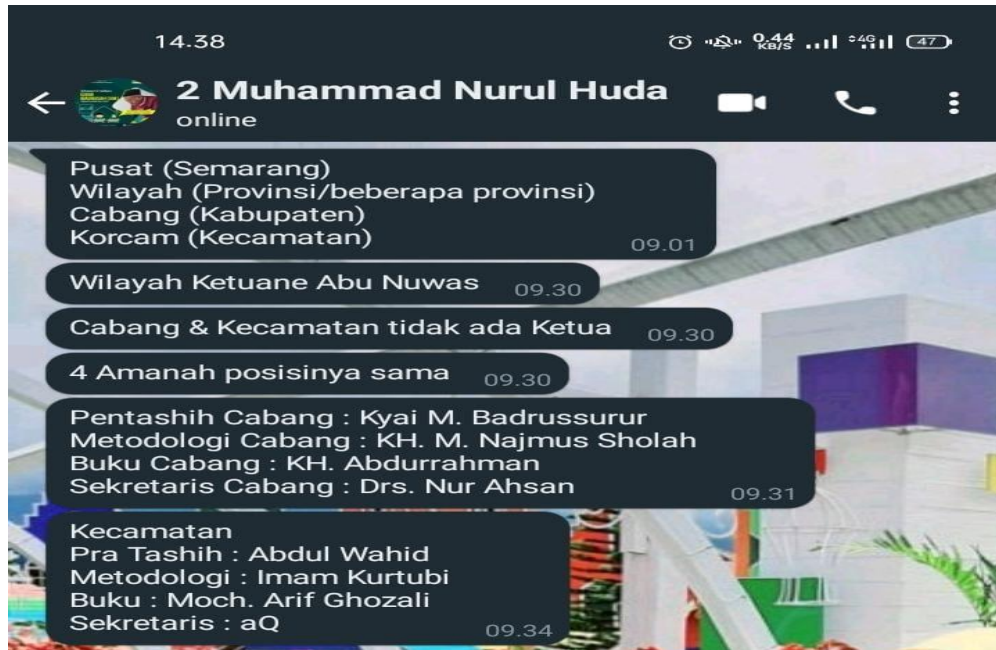 14.38
0.44 KB/S 4G 47
2 Muhammad Nurul Huda
online
Pusat (Semarang)
Wilayah (Provinsi/beberapa provinsi)
Cabang (Kabupaten)
Korcam (Kecamatan)
09.01
Wilayah Ketuane Abu Nuwas 09.30
Cabang & Kecamatan tidak ada Ketua 09.30
4 Amanah posisinya sama 09.30
Pentashih Cabang : Kyai M. Badrussurur
Metodologi Cabang : KH. M. Najmus Sholah
Buku Cabang : KH. Abdurrahman
Sekretaris Cabang : Drs. Nur Ahsan
09.31
Kecamatan
Pra Tashih : Abdul Wahid
Metodologi : Imam Kurtubi
Buku : Moch. Arif Ghozali
Sekretaris : aQ
09.34